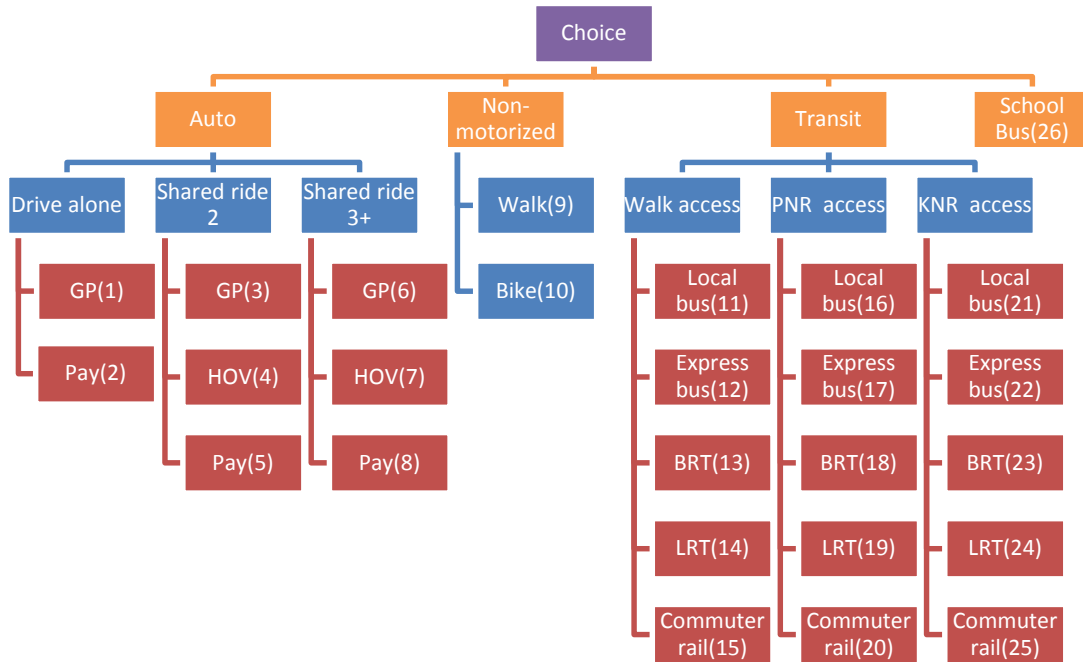 Choice
Auto
Non-
motorized
Transit
School
Bus(26)
Drive alone
Shared ride
2
Shared ride
3+
Walk(9)
Bike(10)
Walk access
PNR access
KNR access
GP(1)
Pay(2)
GP(3)
HOV(4)
Pay(5)
GP(6)
HOV(7)
Pay(8)
Local
bus(11)
Express
bus(12)
BRT(13)
LRT(14)
Commuter
rail(15)
Local
bus(16)
Express
bus(17)
BRT(18)
LRT(19)
Commuter
rail(20)
Local
bus(21)
Express
bus(22)
BRT(23)
LRT(24)
Commuter
rail(25)